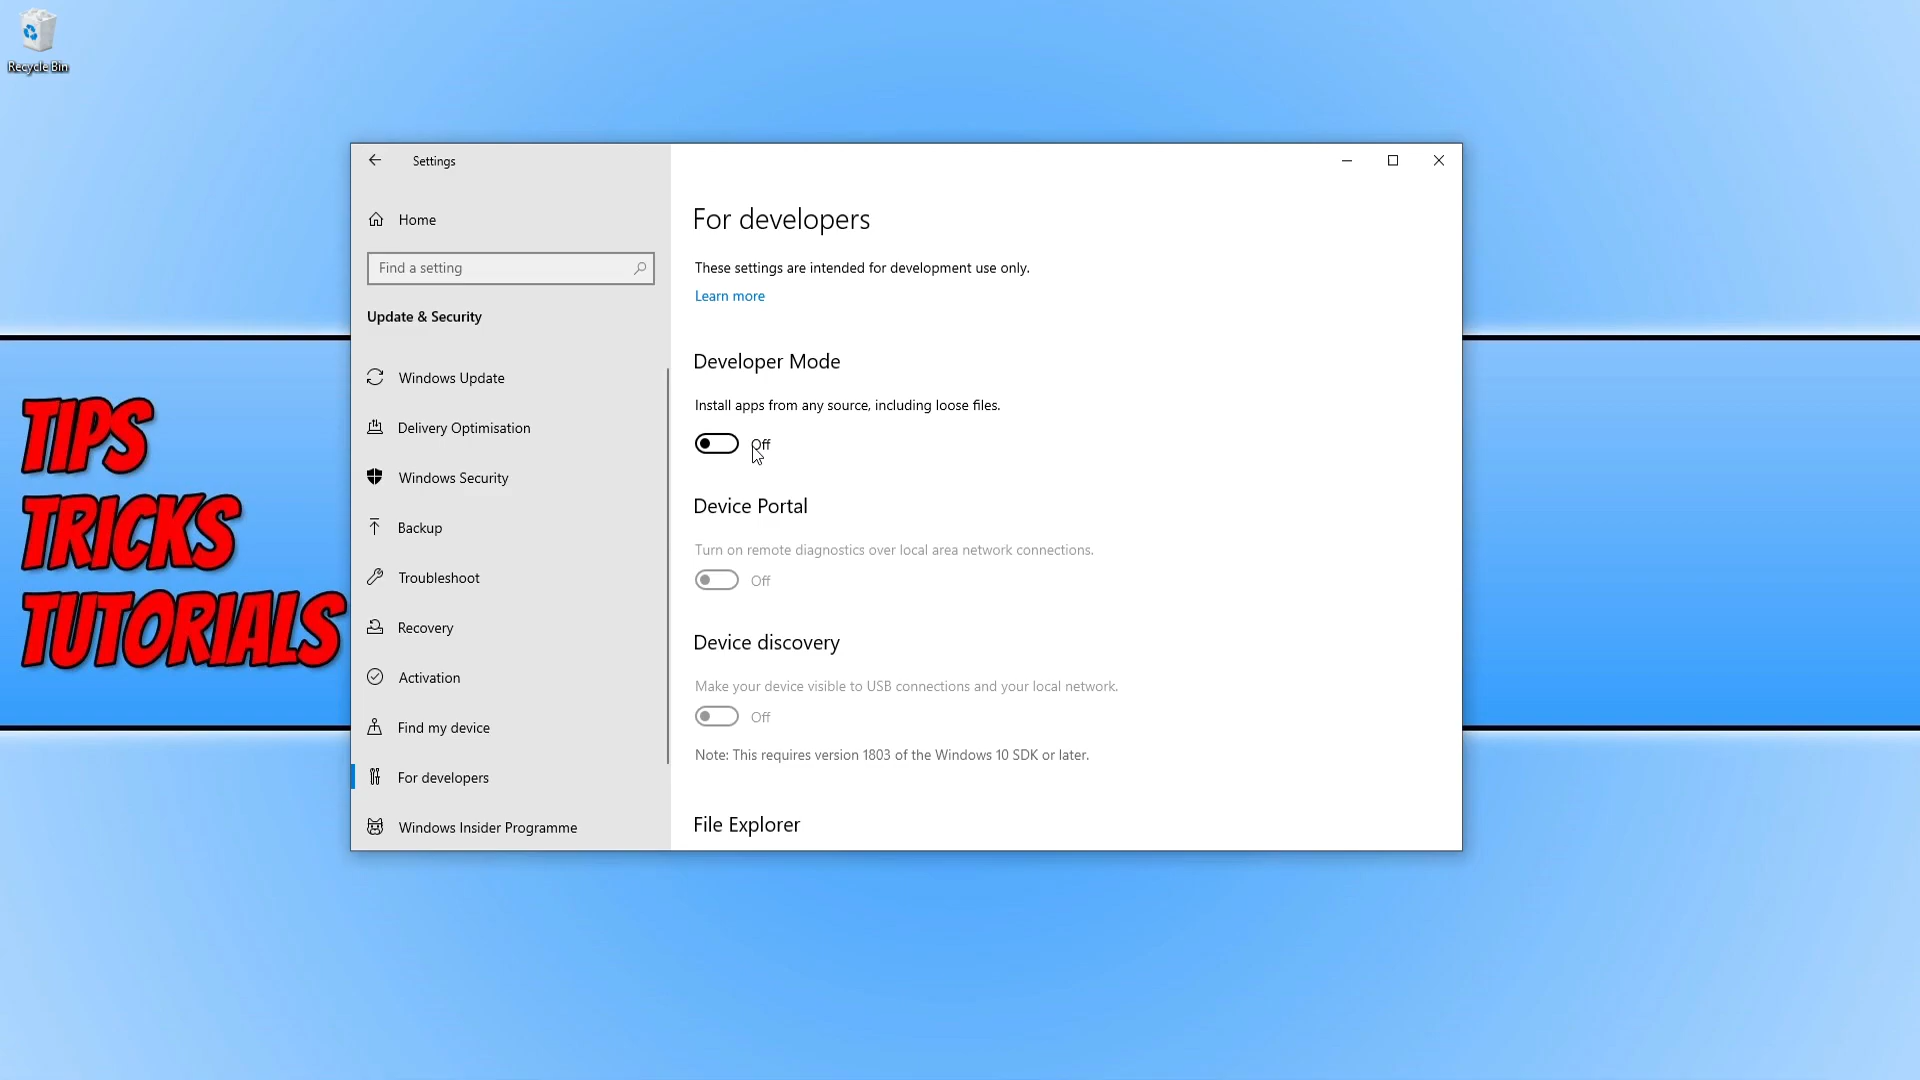 Recycle Bin
Settings
Home
Find a setting
Update & Security
Windows Update
Delivery Optimisation
Windows Security
Backup
Troubleshoot
Recovery
Activation
Find my device
For developers
Windows Insider Programme
For developers
These settings are intended for development use only.
Learn more
Developer Mode
Install apps from any source, including loose files.
Off
Device Portal
Turn on remote diagnostics over local area network connections.
Off
Device discovery
Make your device visible to USB connections and your local network.
Off
Note: This requires version 1803 of the Windows 10 SDK or later.
File Explorer
TIPS
TRICKS
TUTORIALS